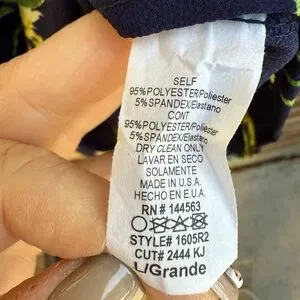 SELF
95%POLYESTER/Poliester
5%SPANDEX/Elastano
CONT
95%POLYESTER/Poliester
5%SPANDEX/Elastano
DRY CLEAN ONLY
LAVAR EN SECO
SOLAMENTE
MADE IN U.S.A.
HECHO EN E.U.A.
RN# 144563
STYLE# 1605R2
CUT# 2444 KJ
L/Grande